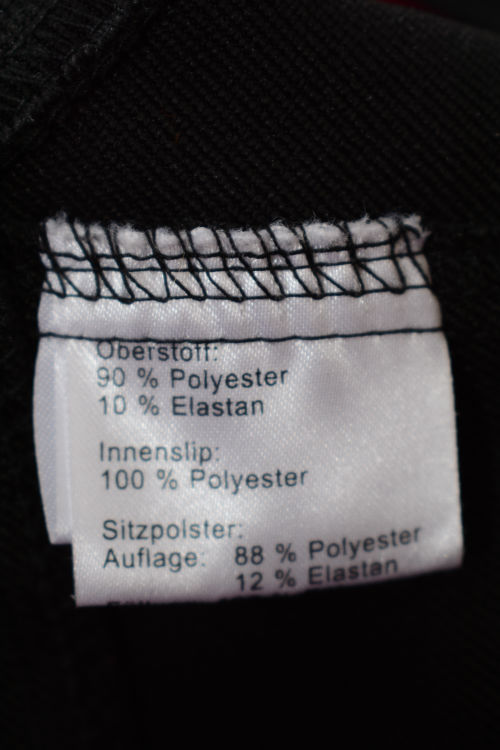 Oberstoff:
90 % Polyester
10 % Elastan
Innenslip:
100 % Polyester
Sitzpolster:
Auflage: 88 % Polyester
12 % Elastan